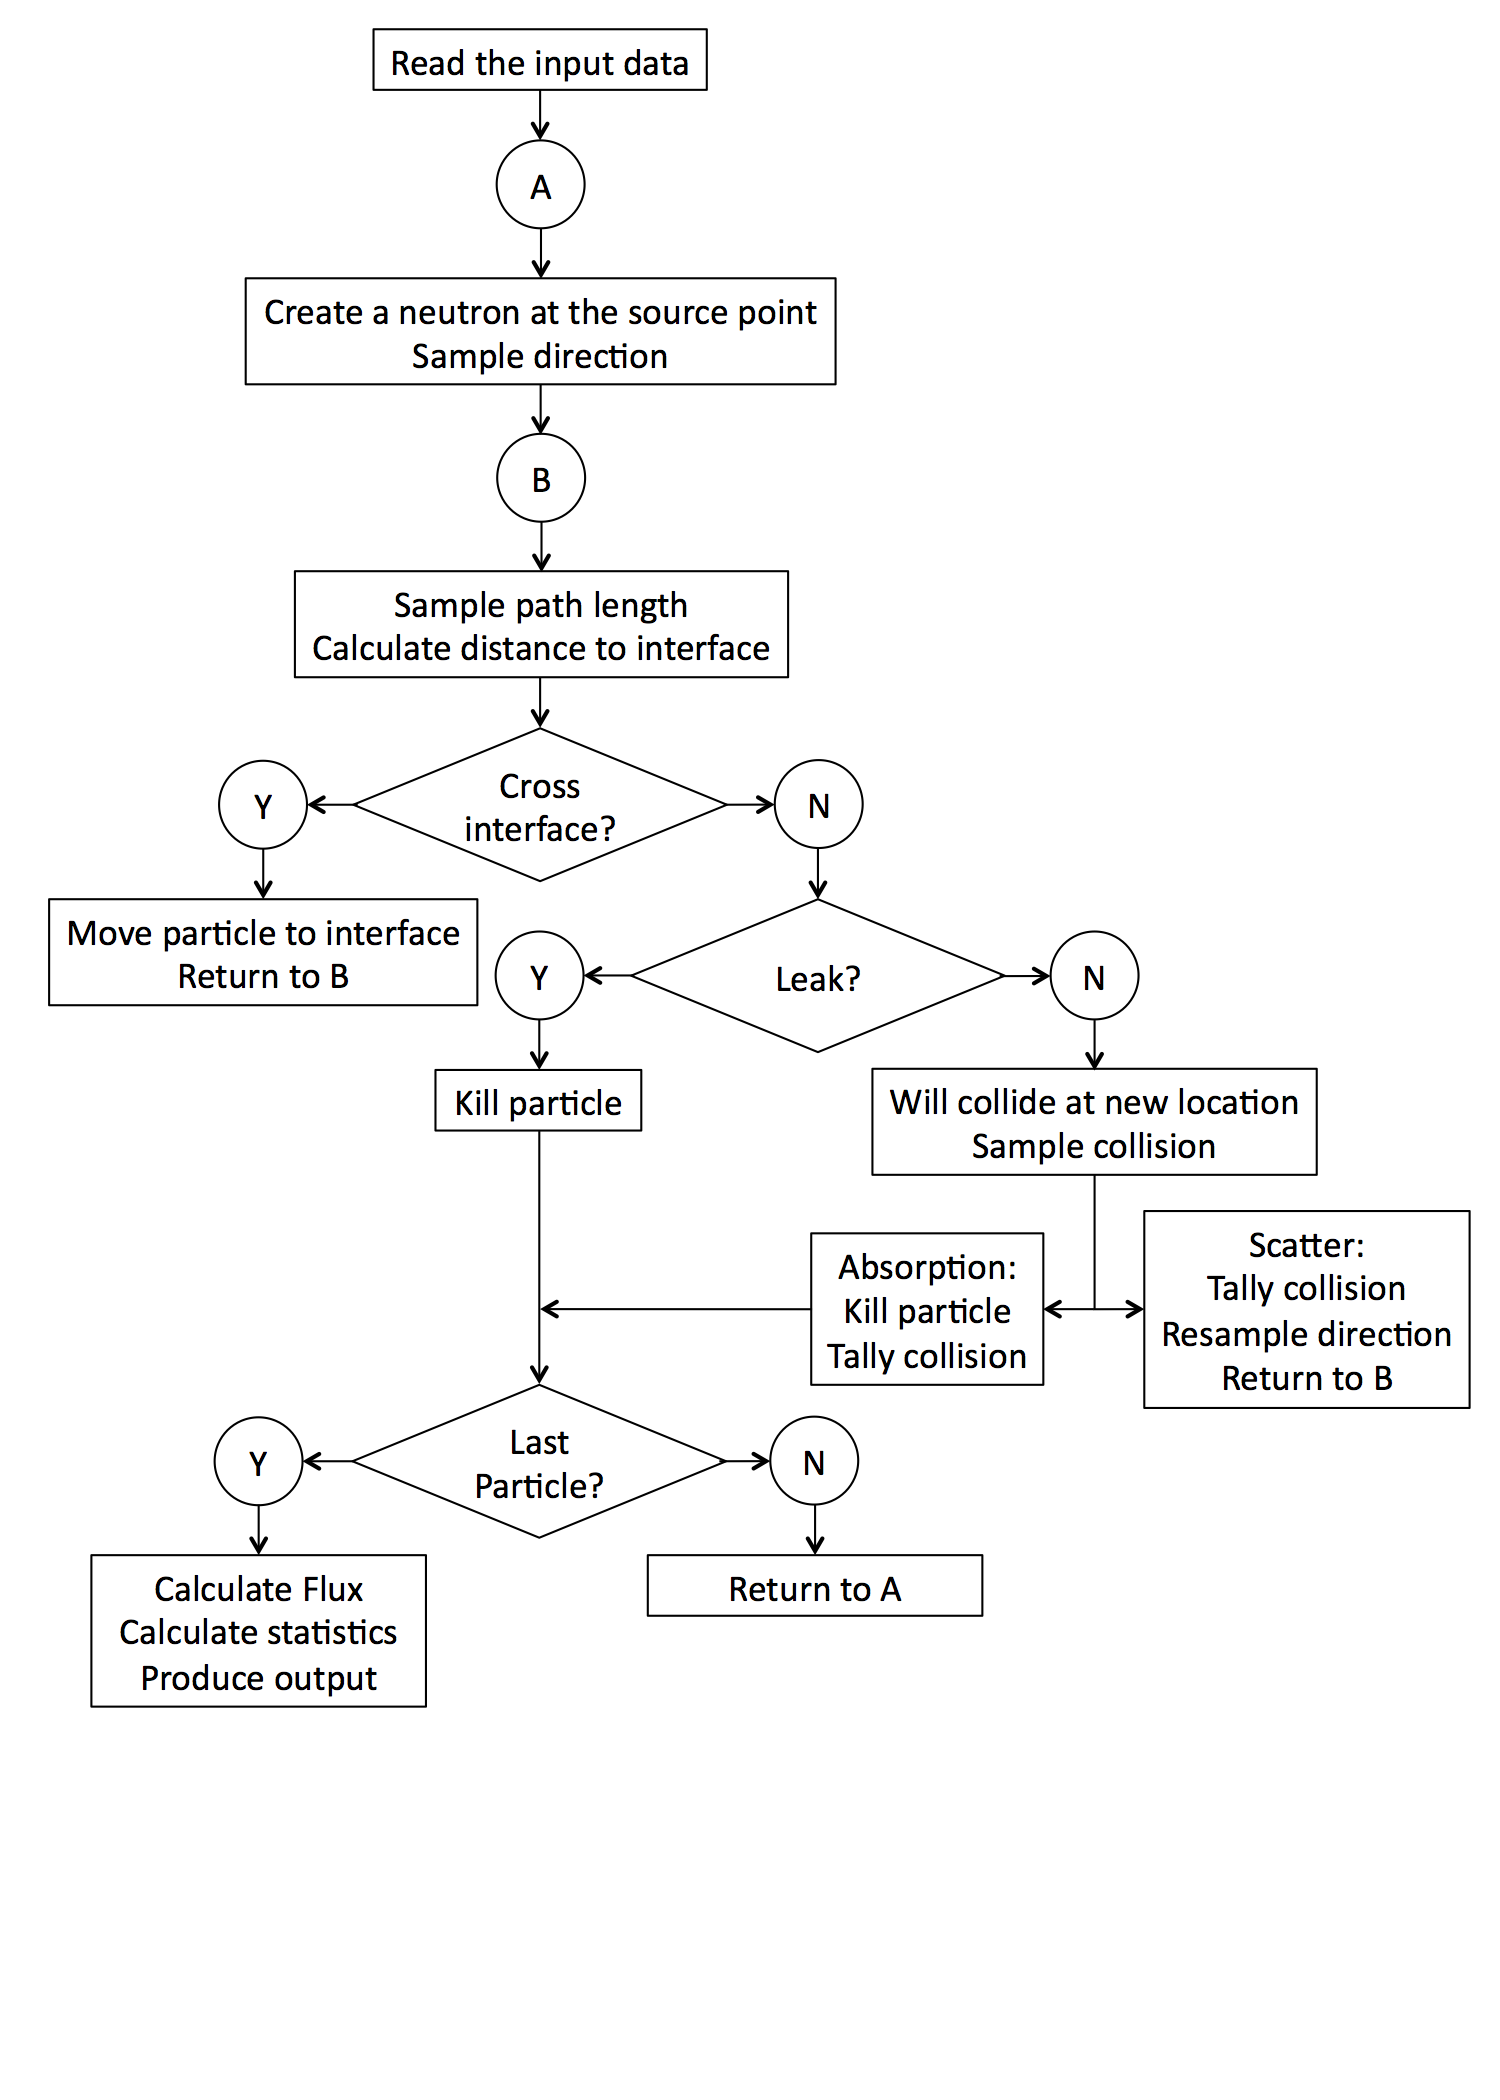 Read the input data
A
Create a neutron at the source point
Sample direction
B
Sample path length
Calculate distance to interface
Cross
interface?
Y
N
Move particle to interface
Return to B
Leak?
Y
N
Kill particle
Will collide at new location
Sample collision
Absorption:
Kill particle
Tally collision
Scatter:
Tally collision
Resample direction
Return to B
Last
Particle?
Y
N
Calculate Flux
Calculate statistics
Produce output
Return to A